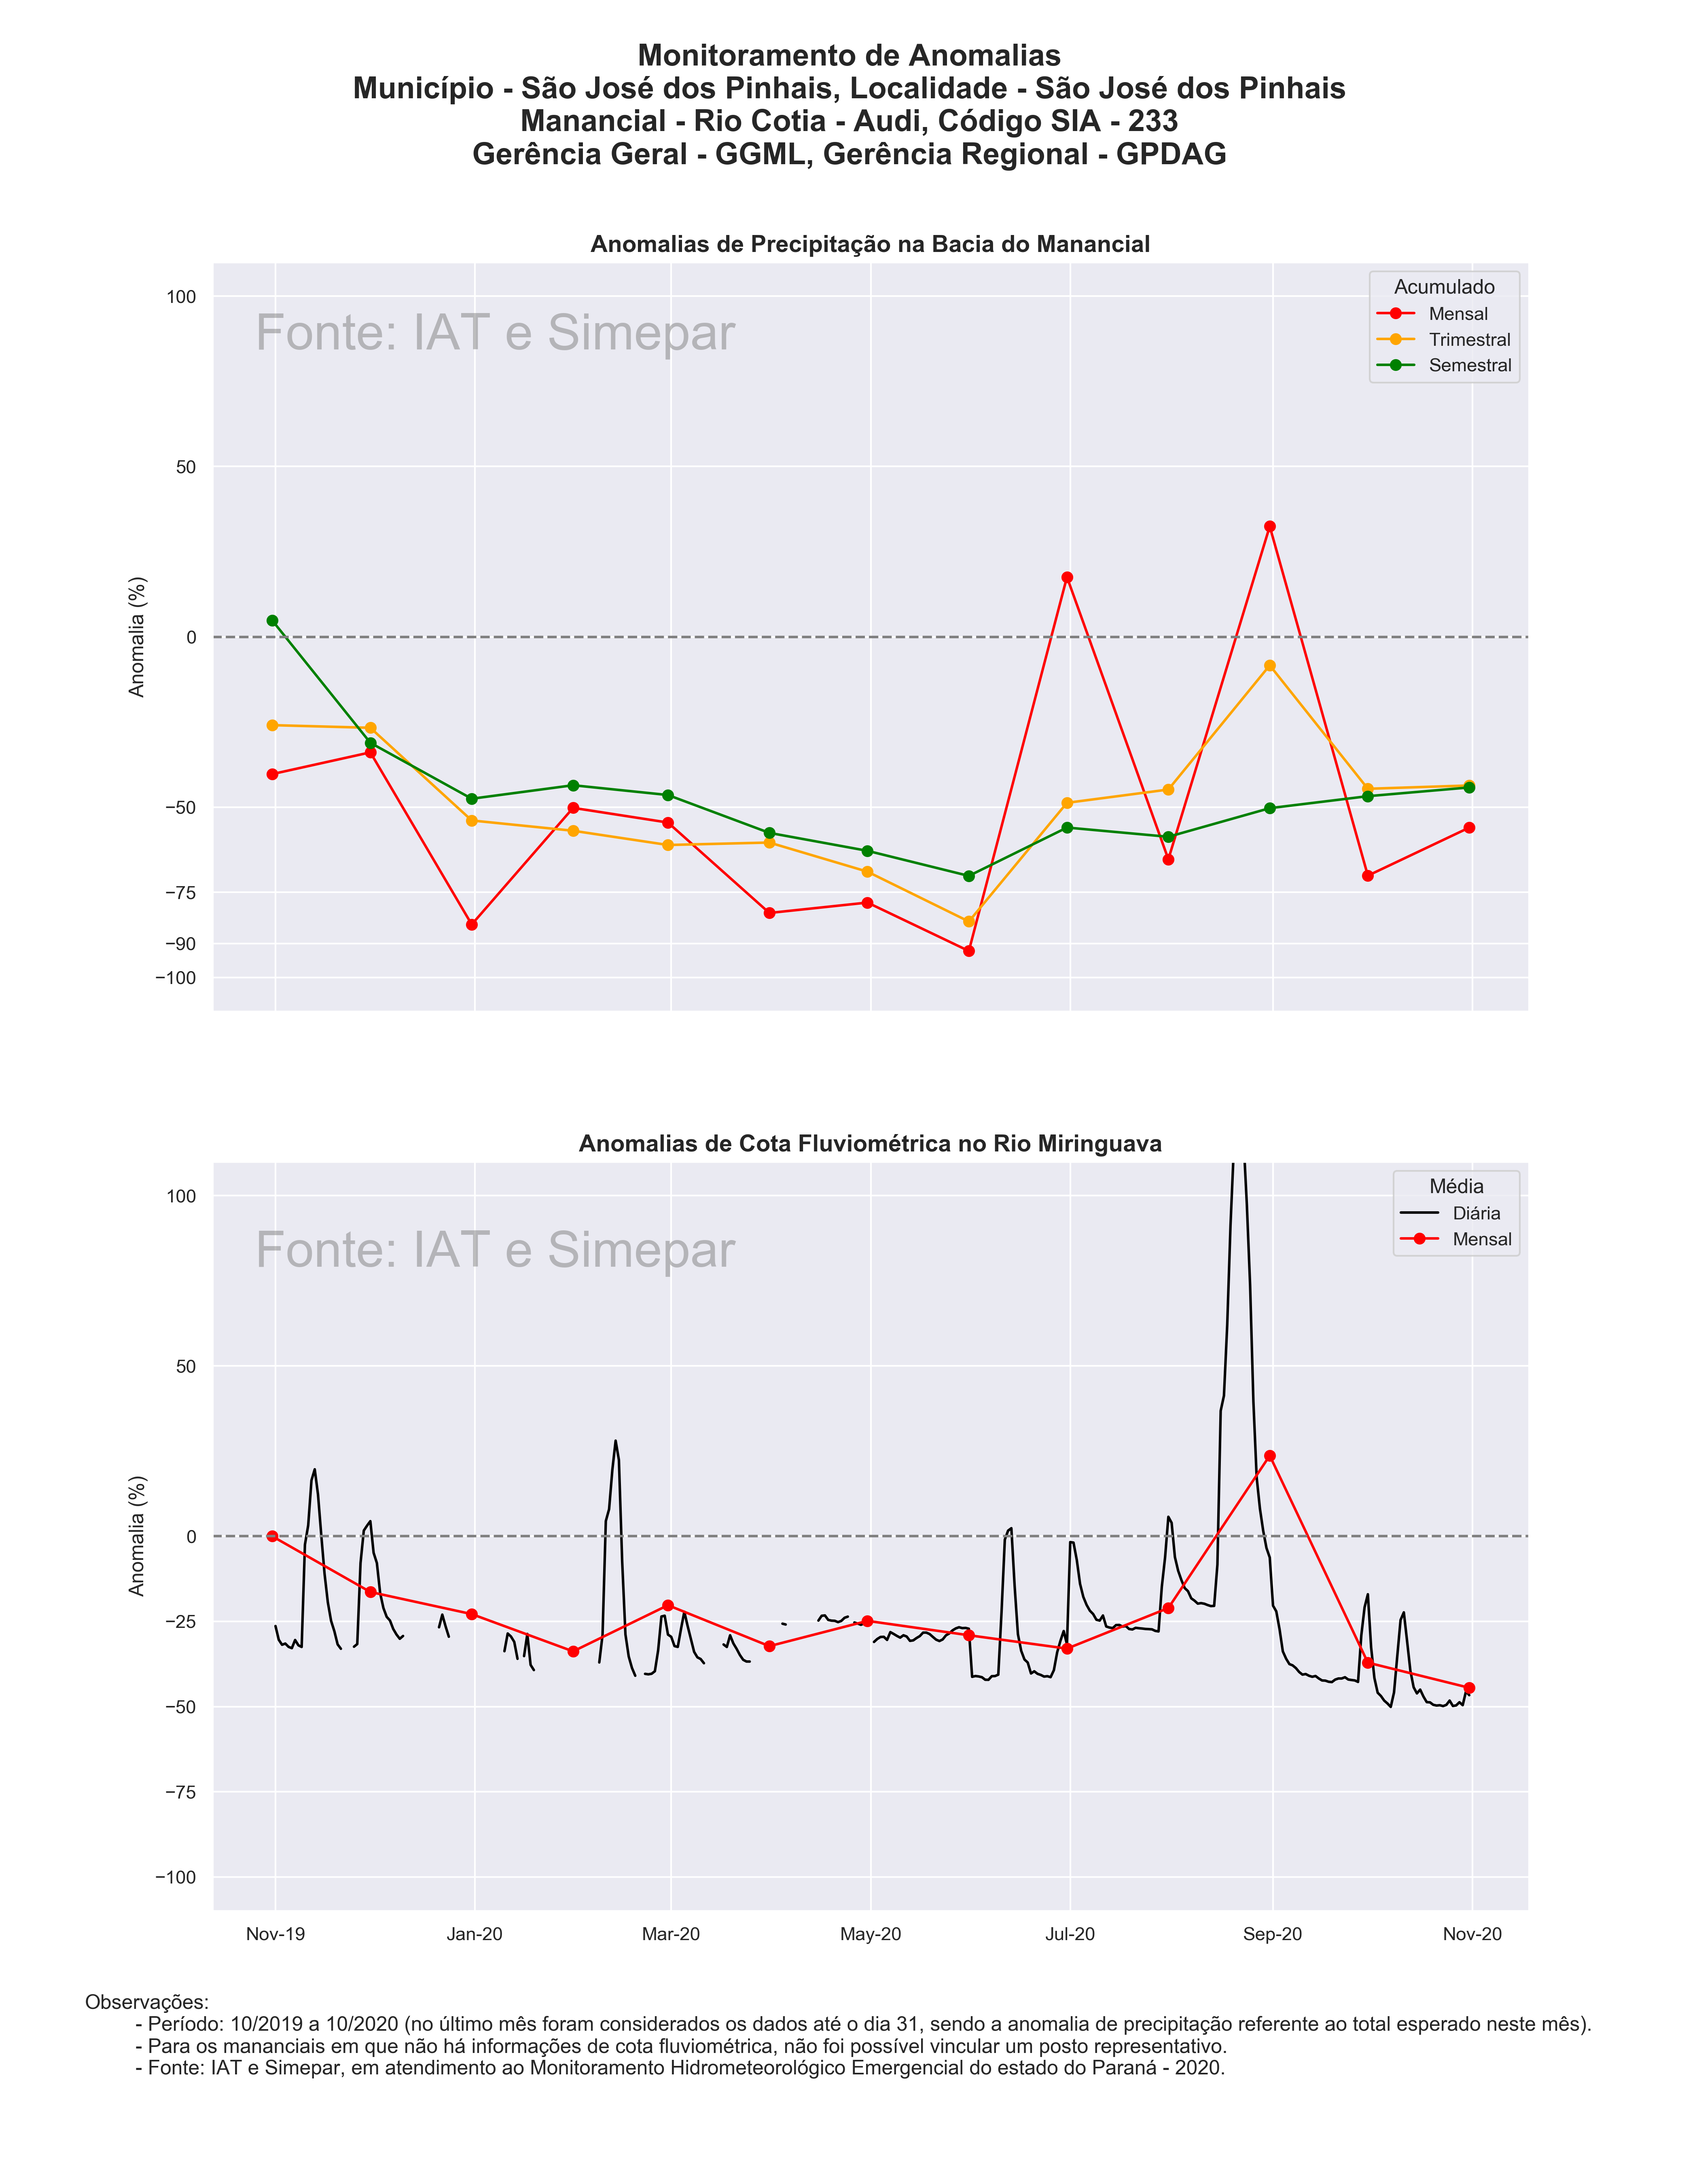 Monitoramento de Anomalias
Município - São José dos Pinhais, Localidade - São José dos Pinhais
Manancial - Rio Cotia - Audi, Código SIA - 233
Gerência Geral - GGML, Gerência Regional - GPDAG
Anomalias de Precipitação na Bacia do Manancial
Fonte: IAT e Simepar
Acumulado
Mensal
Trimestral
Semestral
Anomalia (%)
100
50
0
−50
−75
−90
−100
Anomalias de Cota Fluviométrica no Rio Miringuava
Fonte: IAT e Simepar
Média
Diária
Mensal
Anomalia (%)
100
50
0
−25
−50
−75
−100
Nov-19 Jan-20 Mar-20 May-20 Jul-20 Sep-20 Nov-20
Observações:
- Período: 10/2019 a 10/2020 (no último mês foram considerados os dados até o dia 31, sendo a anomalia de precipitação referente ao total esperado neste mês).
- Para os mananciais em que não há informações de cota fluviométrica, não foi possível vincular um posto representativo.
- Fonte: IAT e Simepar, em atendimento ao Monitoramento Hidrometeorológico Emergencial do estado do Paraná - 2020.